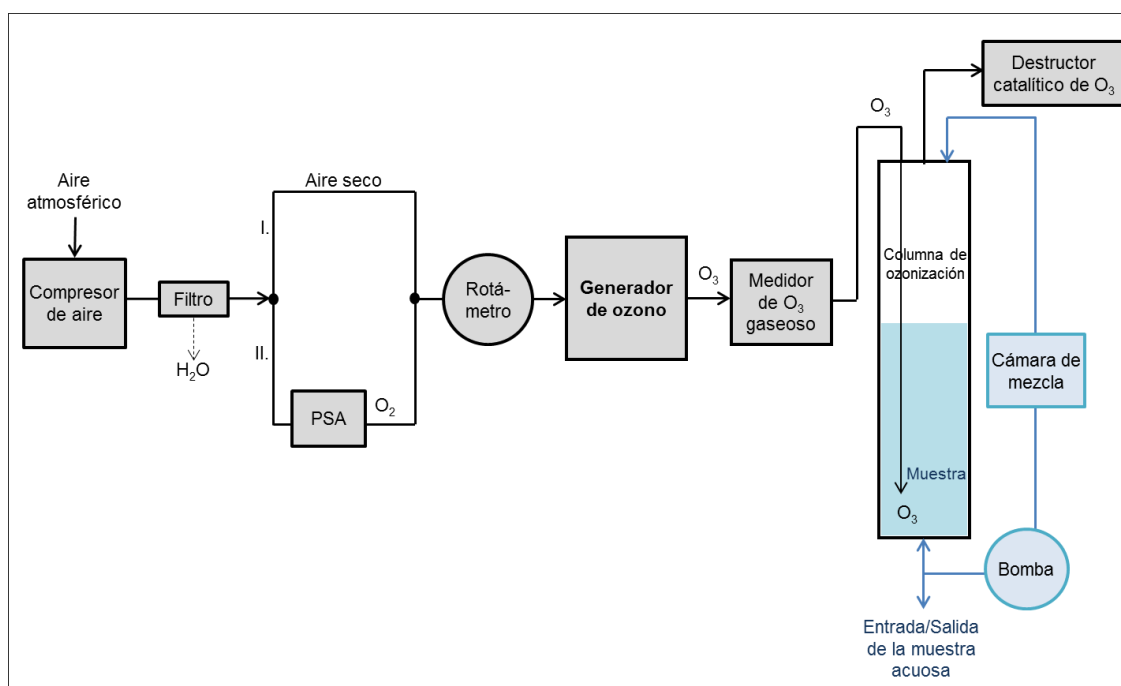 Aire
atmosférico
Compresor
de aire
Filtro
H₂O
I.
Aire seco
II.
PSA
O₂
Rotá-
metro
Generador
de ozono
O₃
Medidor
de O₃
gaseoso
O₃
Destructor
catalítico de O₃
Columna de
ozonización
Muestra
O₃
Cámara de
mezcla
Bomba
Entrada/Salida
de la muestra
acuosa